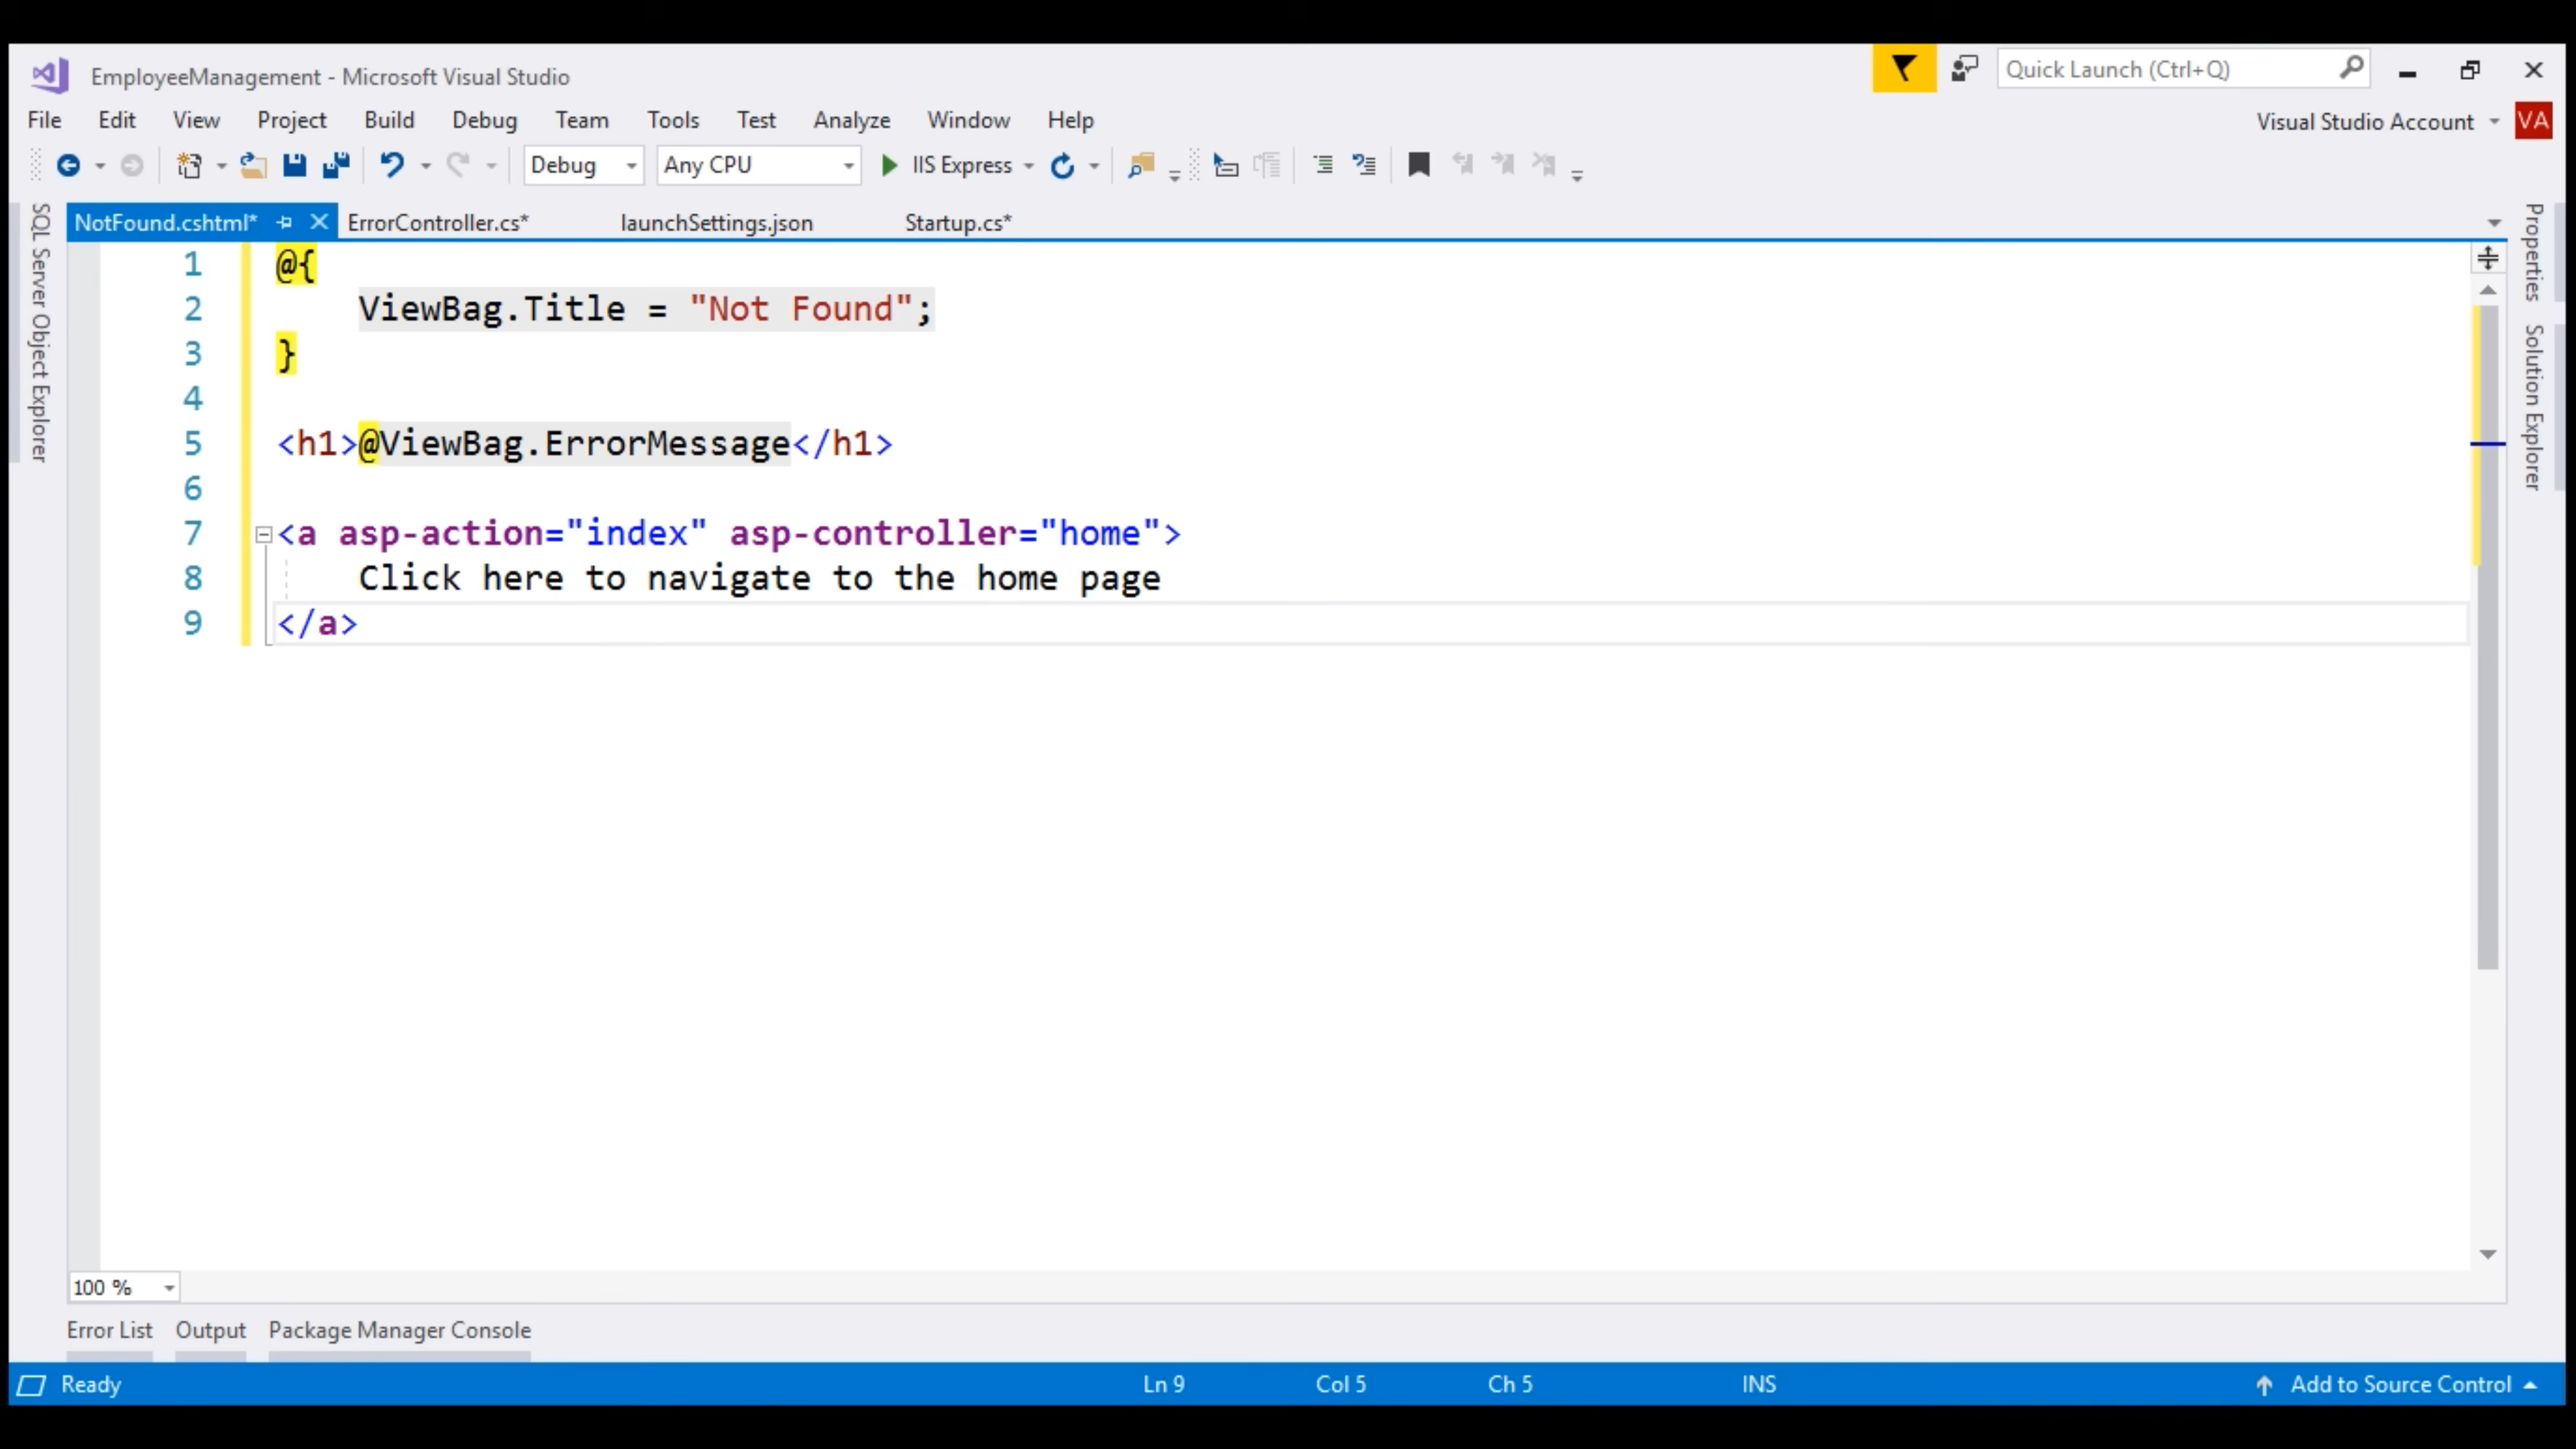 EmployeeManagement - Microsoft Visual Studio
Quick Launch (Ctrl+Q)
File Edit View Project Build Debug Team Tools Test Analyze Window Help
Visual Studio Account VA
Debug Any CPU IIS Express
NotFound.cshtml* ErrorController.cs* launchSettings.json Startup.cs*
SQL Server Object Explorer
Properties
Solution Explorer
1 @{
2 ViewBag.Title = "Not Found";
3 }
4
5 <h1>@ViewBag.ErrorMessage</h1>
6
7 <a asp-action="index" asp-controller="home">
8 Click here to navigate to the home page
9 </a>
100 %
Error List Output Package Manager Console
Ready Ln 9 Col 5 Ch 5 INS Add to Source Control